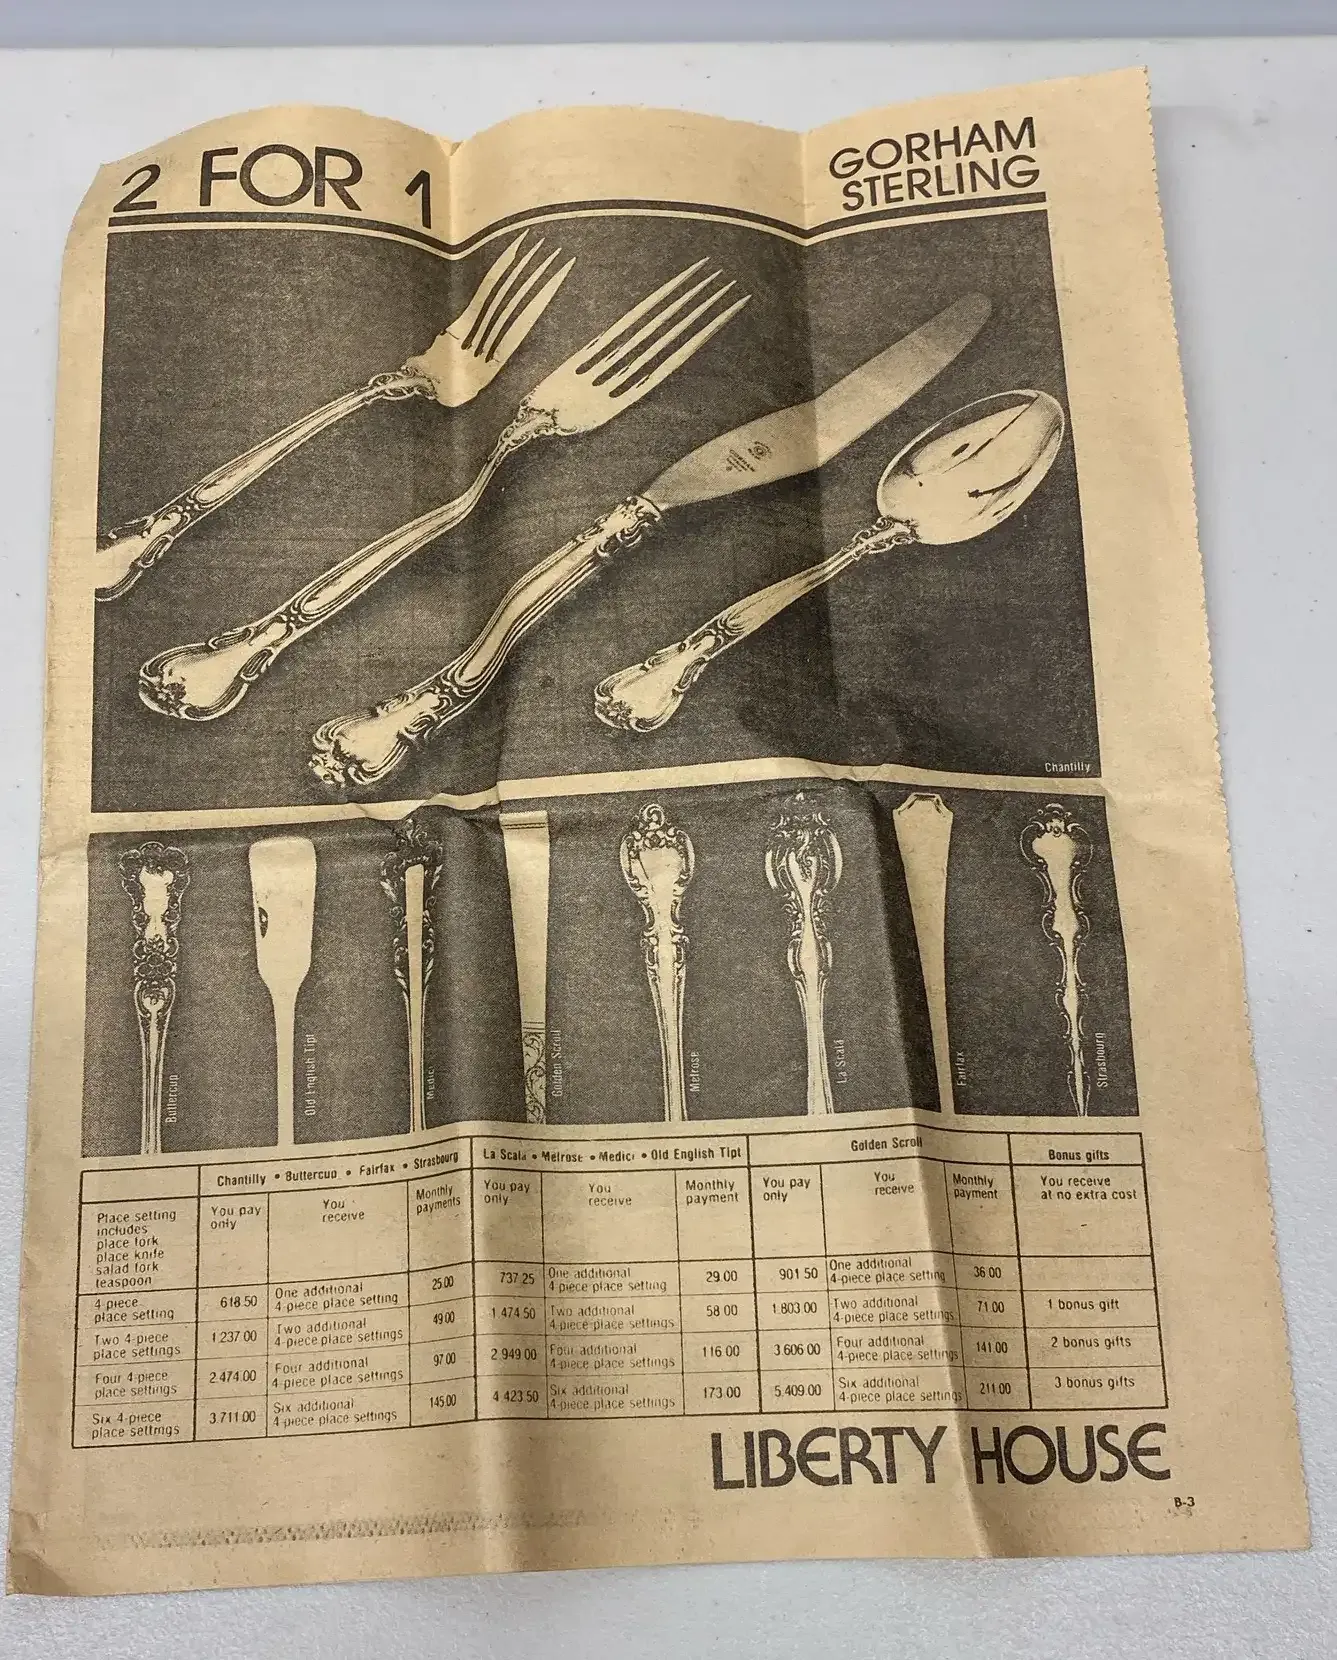 2 FOR 1
GORHAM
STERLING
GORHAM
Chantilly
Buttercup
Old English Tipt
Medici
Golden Scroll
Melrose
La Scala
Fairfax
Strasbourg
Chantilly • Buttercup • Fairfax • Strasbourg
La Scala • Melrose • Medici • Old English Tipt
Golden Scroll
Bonus gifts
Place setting
includes
place fork
place knife
salad fork
teaspoon
You pay
only
You
receive
Monthly
payments
You pay
only
You
receive
Monthly
payment
You pay
only
You
receive
Monthly
payment
You receive
at no extra cost
4-piece
place setting
618.50
One additional
4-piece place setting
25.00
737.25
One additional
4-piece place setting
29.00
901.50
One additional
4-piece place setting
36.00
Two 4-piece
place settings
1.237.00
Two additional
4-piece place settings
49.00
1.474.50
Two additional
4-piece place settings
58.00
1.803.00
Two additional
4-piece place settings
71.00
1 bonus gift
Four 4-piece
place settings
2.474.00
Four additional
4-piece place settings
97.00
2.949.00
Four additional
4-piece place settings
116.00
3.606.00
Four additional
4-piece place settings
141.00
2 bonus gifts
Six 4-piece
place settings
3.711.00
Six additional
4-piece place settings
145.00
4.423.50
Six additional
4-piece place settings
173.00
5.409.00
Six additional
4-piece place settings
211.00
3 bonus gifts
LIBERTY HOUSE
B-3